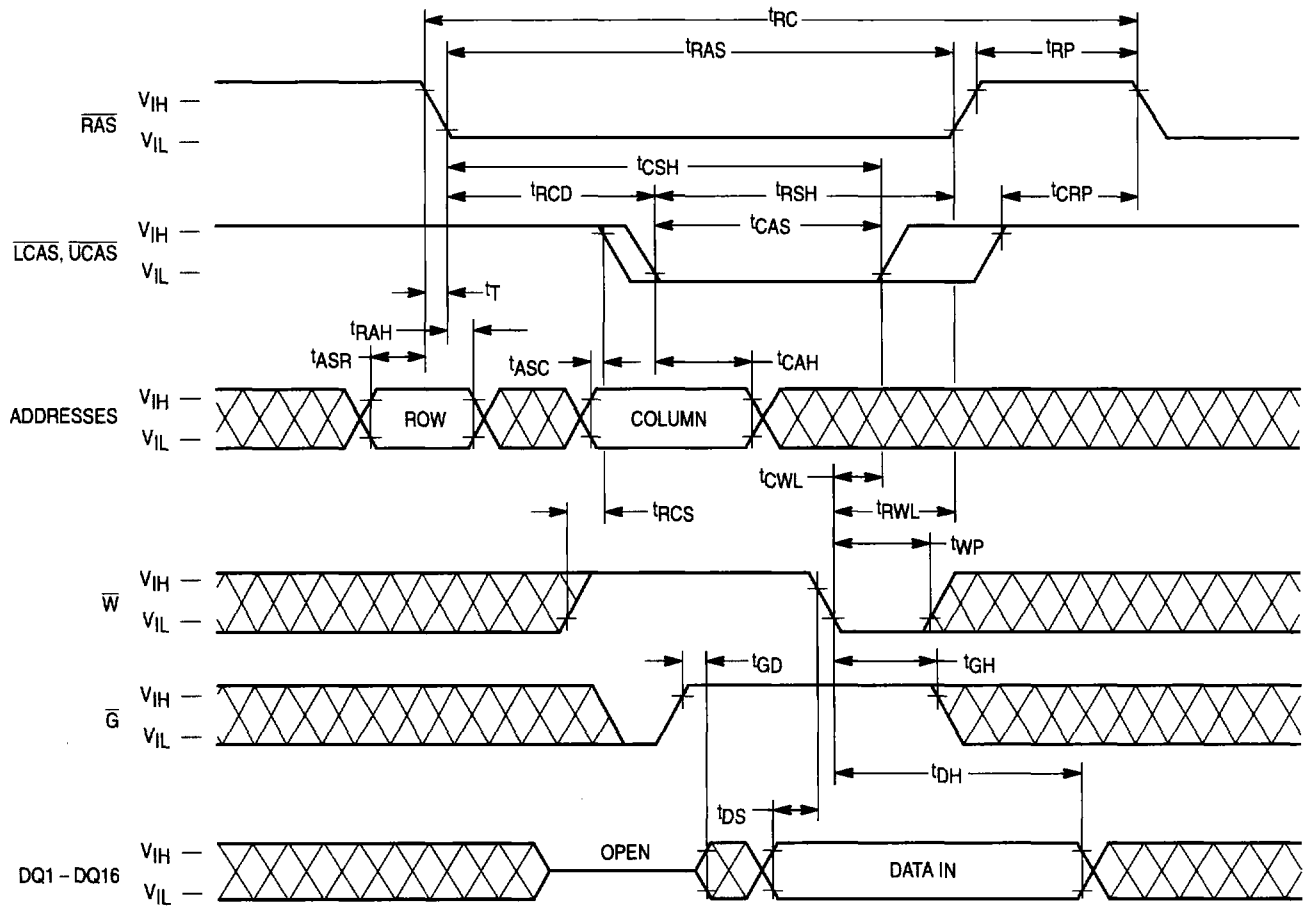 tRC
tRAS
tRP
RAS
VIH
VIL
tCSH
tRCD
tRSH
tCRP
tCAS
LCAS, UCAS
VIH
VIL
tT
tRAH
tASR
tASC
tCAH
ADDRESSES
VIH
VIL
ROW
COLUMN
tCWL
tRCS
tRWL
tWP
W
VIH
VIL
tGD
tGH
G
VIH
VIL
tDH
tDS
DQ1 – DQ16
VIH
VIL
OPEN
DATA IN